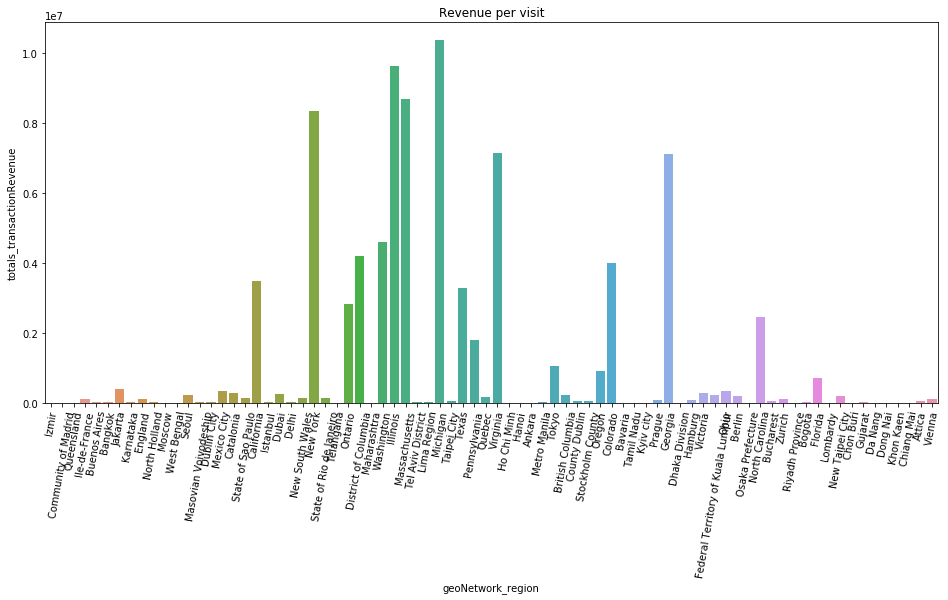 Revenue per visit
1e7
totals_transactionRevenue
1.0
0.8
0.6
0.4
0.2
0.0
Izmir
Community of Madrid
Queensland
Ile-de-France
Buenos Aires
Bangkok
Jakarta
Karnataka
England
North Holland
Moscow
West Bengal
Seoul
Masovian Voivodeship
Dublin City
Mexico City
Catalonia
State of Sao Paulo
California
Istanbul
Dubai
Delhi
New South Wales
New York
State of Rio de Janeiro
Telangana
Ontario
District of Columbia
Maharashtra
Washington
Illinois
Massachusetts
Tel Aviv District
Lima Region
Michigan
Taipei City
Texas
Pennsylvania
Quebec
Virginia
Ho Chi Minh
Hanoi
Ankara
Metro Manila
Tokyo
British Columbia
County Dublin
Stockholm County
Oregon
Colorado
Bavaria
Tamil Nadu
Kyiv city
Prague
Georgia
Dhaka Division
Hamburg
Victoria
Federal Territory of Kuala Lumpur
Berlin
Osaka Prefecture
North Carolina
Bucharest
Zurich
Riyadh Province
Bogota
Florida
Lombardy
New Taipei City
Chon Buri
Gujarat
Da Nang
Dong Nai
Khon Kaen
Chiang Mai
Attica
Vienna
geoNetwork_region